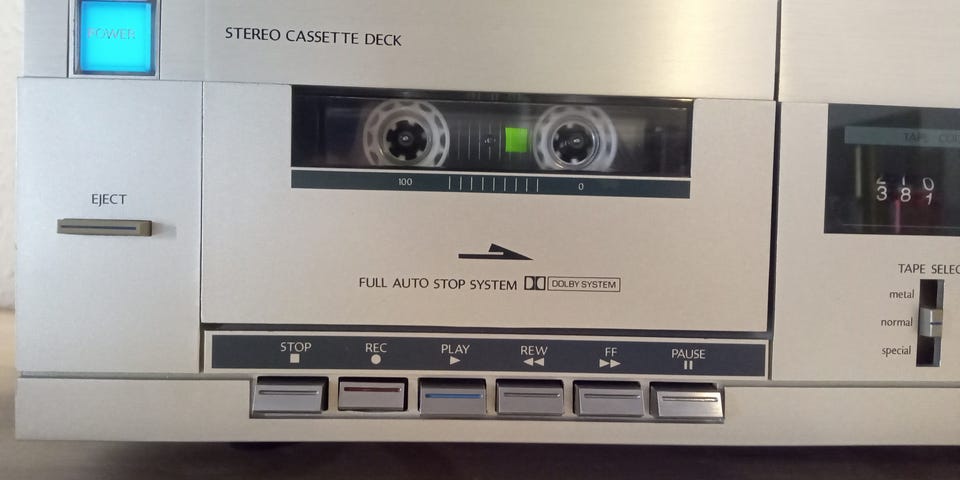 POWER
STEREO CASSETTE DECK
TAPE
EJECT
100 0
FULL AUTO STOP SYSTEM DOLBY SYSTEM
TAPE SELEC
metal
normal
special
STOP REC PLAY REW FF PAUSE